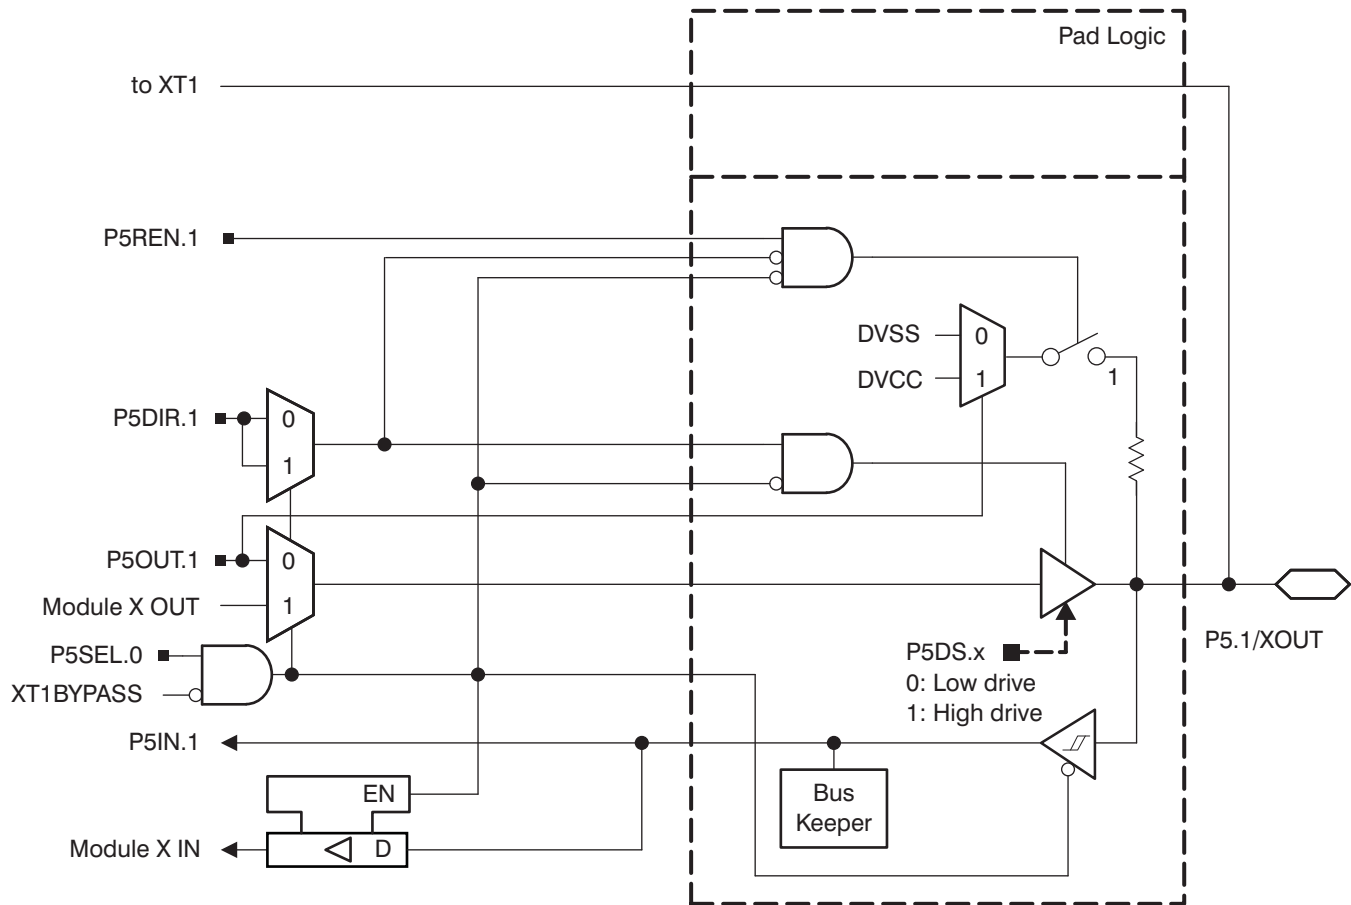 Pad Logic
to XT1
P5REN.1
DVSS
0
DVCC
1
1
P5DIR.1
0
1
P5OUT.1
0
Module X OUT
1
P5SEL.0
XT1BYPASS
P5.1/XOUT
P5DS.x
0: Low drive
1: High drive
P5IN.1
EN
Bus
Keeper
Module X IN
D